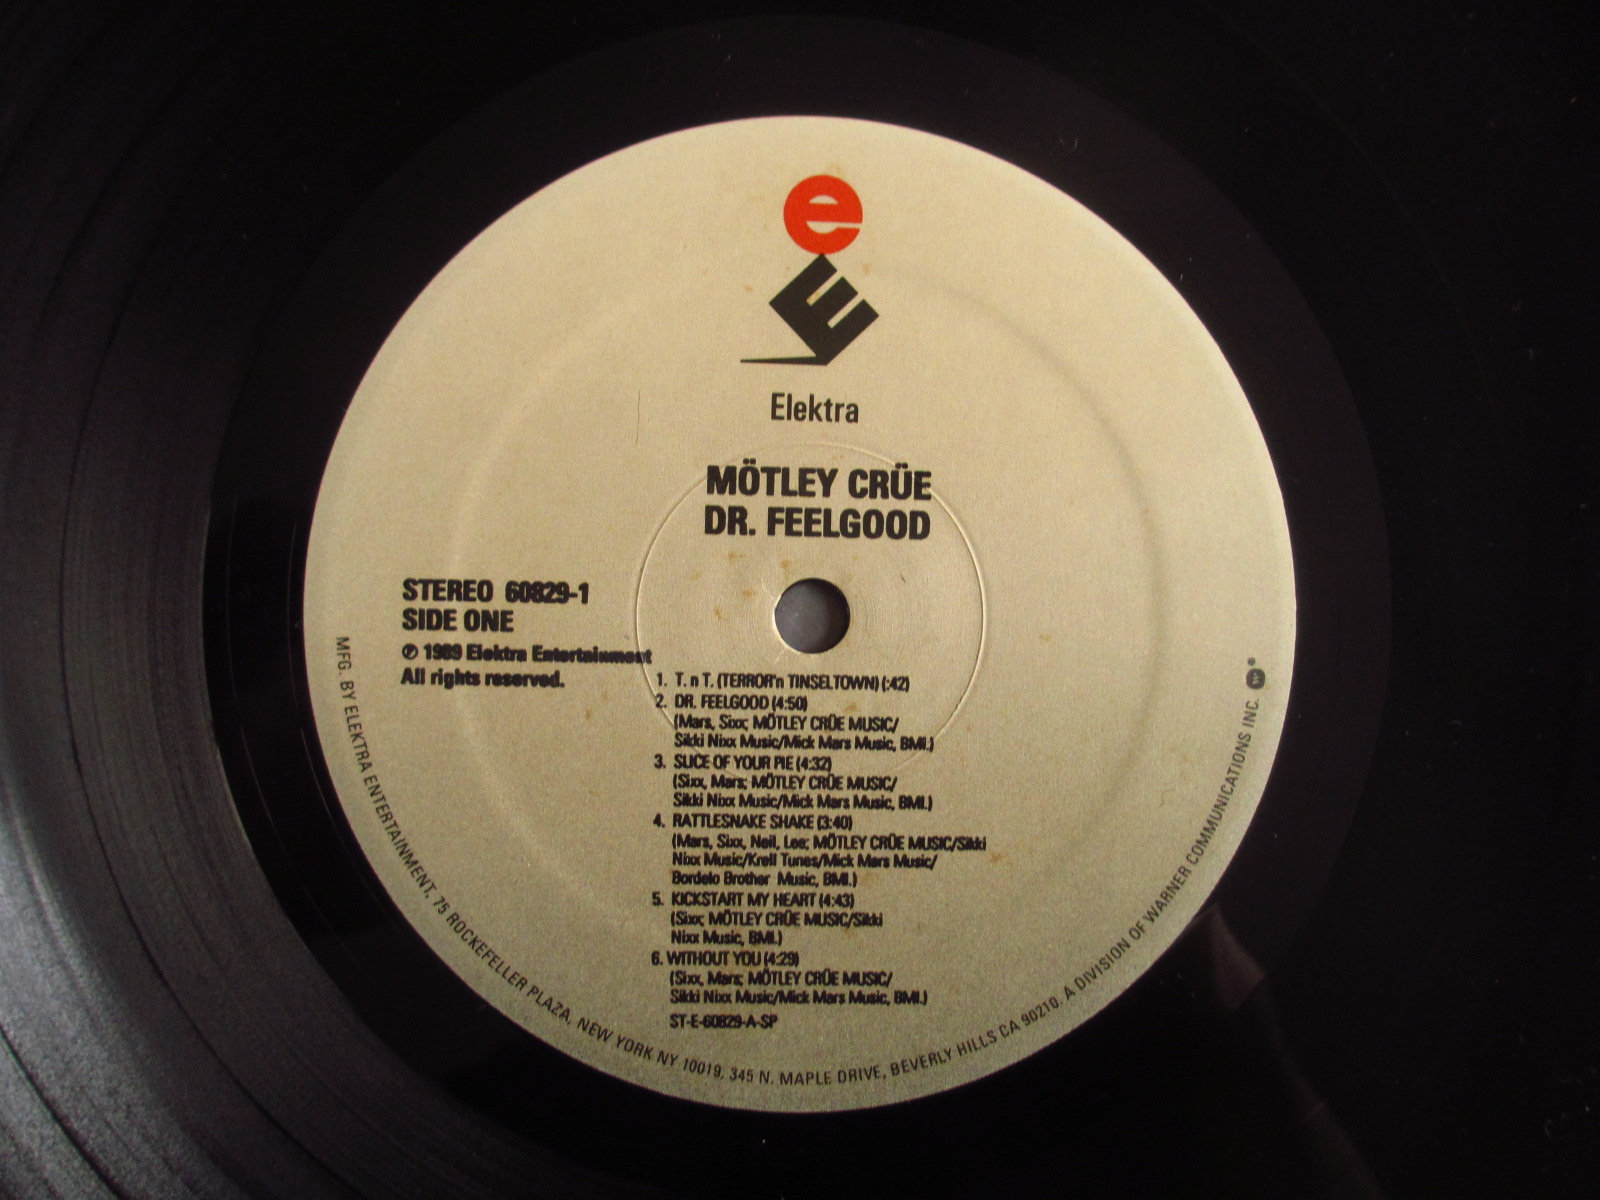 e
E
Elektra
MÖTLEY CRÜE
DR. FEELGOOD
STEREO 60829-1
SIDE ONE
℗ 1989 Elektra Entertainment
All rights reserved.
1. T. n T. (TERROR'n TINSELTOWN) (:42)
2. DR. FEELGOOD (4:50)
(Mars, Sixx; MÖTLEY CRÜE MUSIC/
Sikki Nixx Music/Mick Mars Music, BMI.)
3. SLICE OF YOUR PIE (4:32)
(Sixx, Mars; MÖTLEY CRÜE MUSIC/
Sikki Nixx Music/Mick Mars Music, BMI.)
4. RATTLESNAKE SHAKE (3:40)
(Mars, Sixx, Neil, Lee; MÖTLEY CRÜE MUSIC/Sikki
Nixx Music/Krell Tunes/Mick Mars Music/
Bordelo Brother Music, BMI.)
5. KICKSTART MY HEART (4:43)
(Sixx; MÖTLEY CRÜE MUSIC/Sikki
Nixx Music, BMI.)
6. WITHOUT YOU (4:29)
(Sixx, Mars; MÖTLEY CRÜE MUSIC/
Sikki Nixx Music/Mick Mars Music, BMI.)
ST-E-60829-A-SP
MFG. BY ELEKTRA ENTERTAINMENT, 75 ROCKEFELLER PLAZA, NEW YORK NY 10019, 345 N. MAPLE DRIVE, BEVERLY HILLS CA 90210. A DIVISION OF WARNER COMMUNICATIONS INC. ®